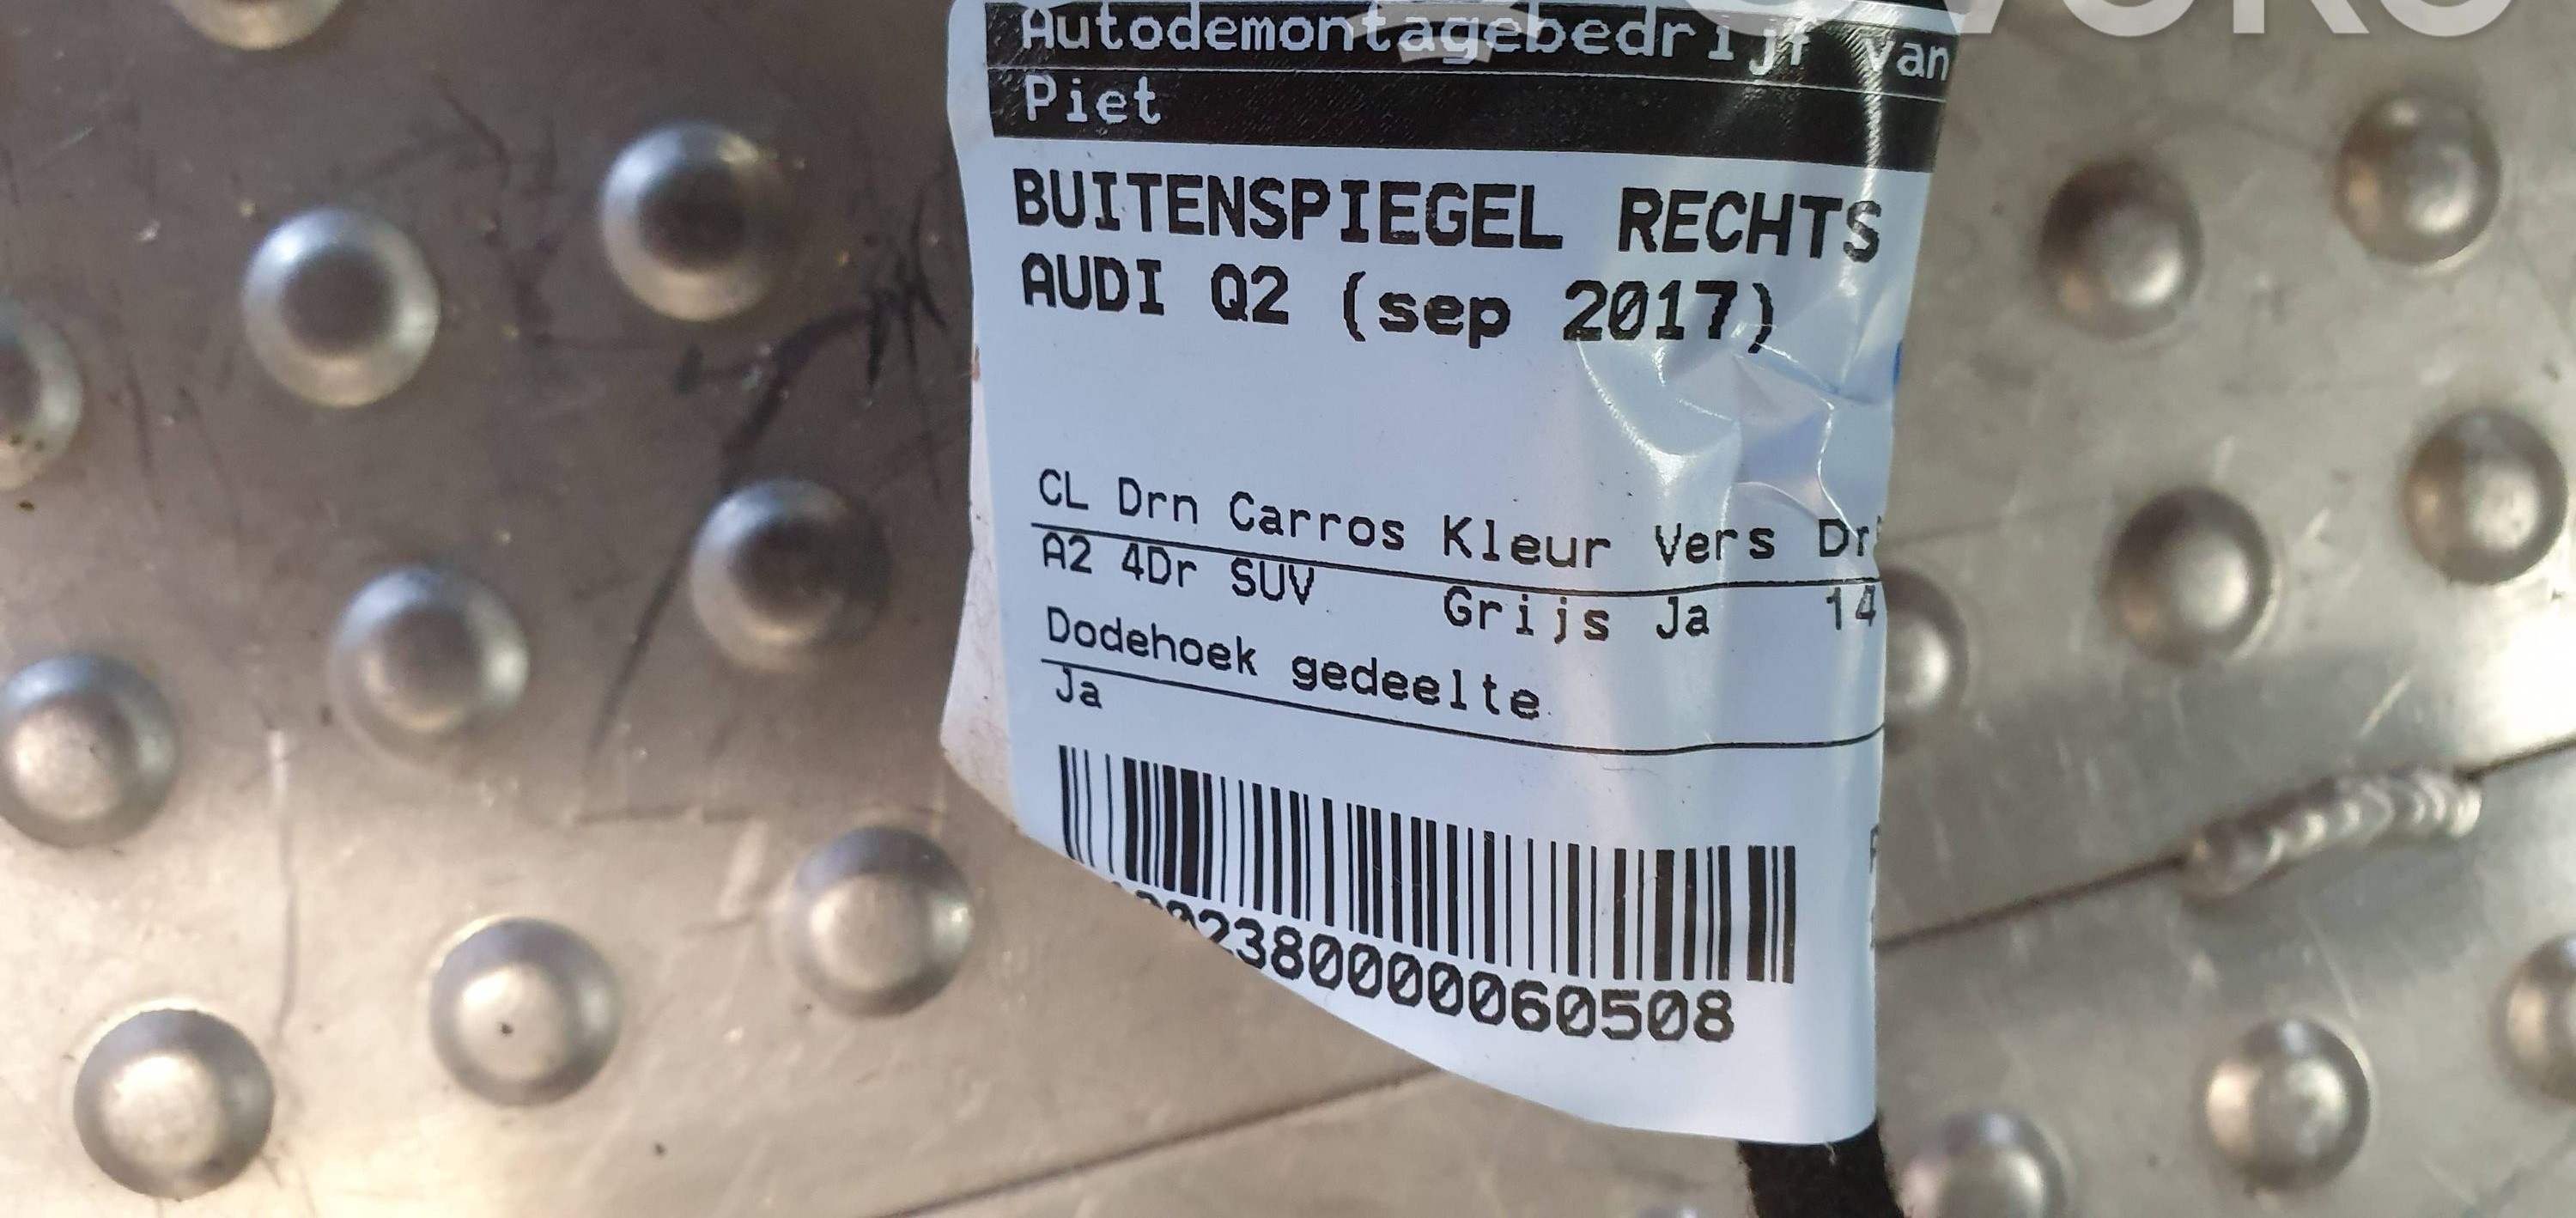 Autodemontagebedrijf van
Piet
BUITENSPIEGEL RECHTS
AUDI Q2 (sep 2017)
CL Drn Carros Kleur Vers
A2 4Dr SUV Grijs Ja 14
Dodehoek gedeelte
Ja